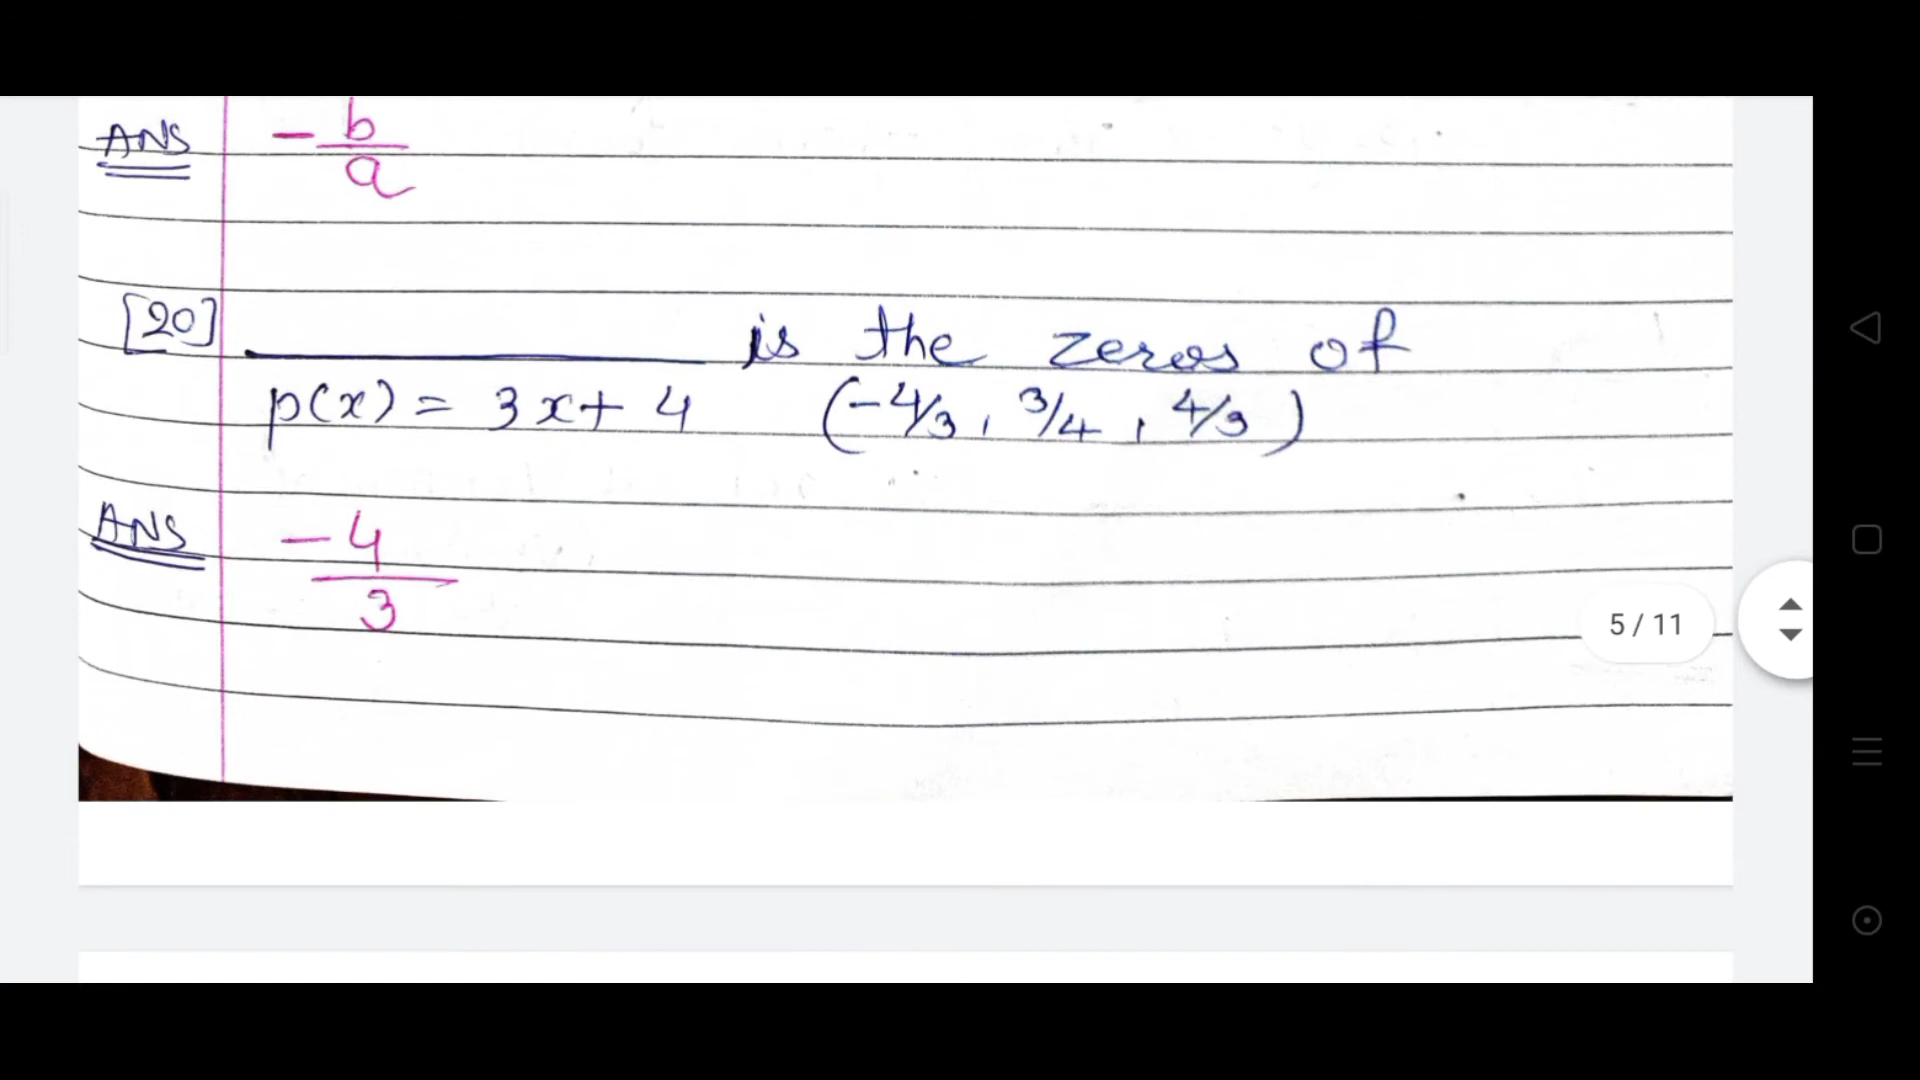 ANS - b/a
[20] ________ is the zeros of
p(x) = 3x+4 (-4/3, 3/4, 4/3)
ANS -4/3
5 / 11